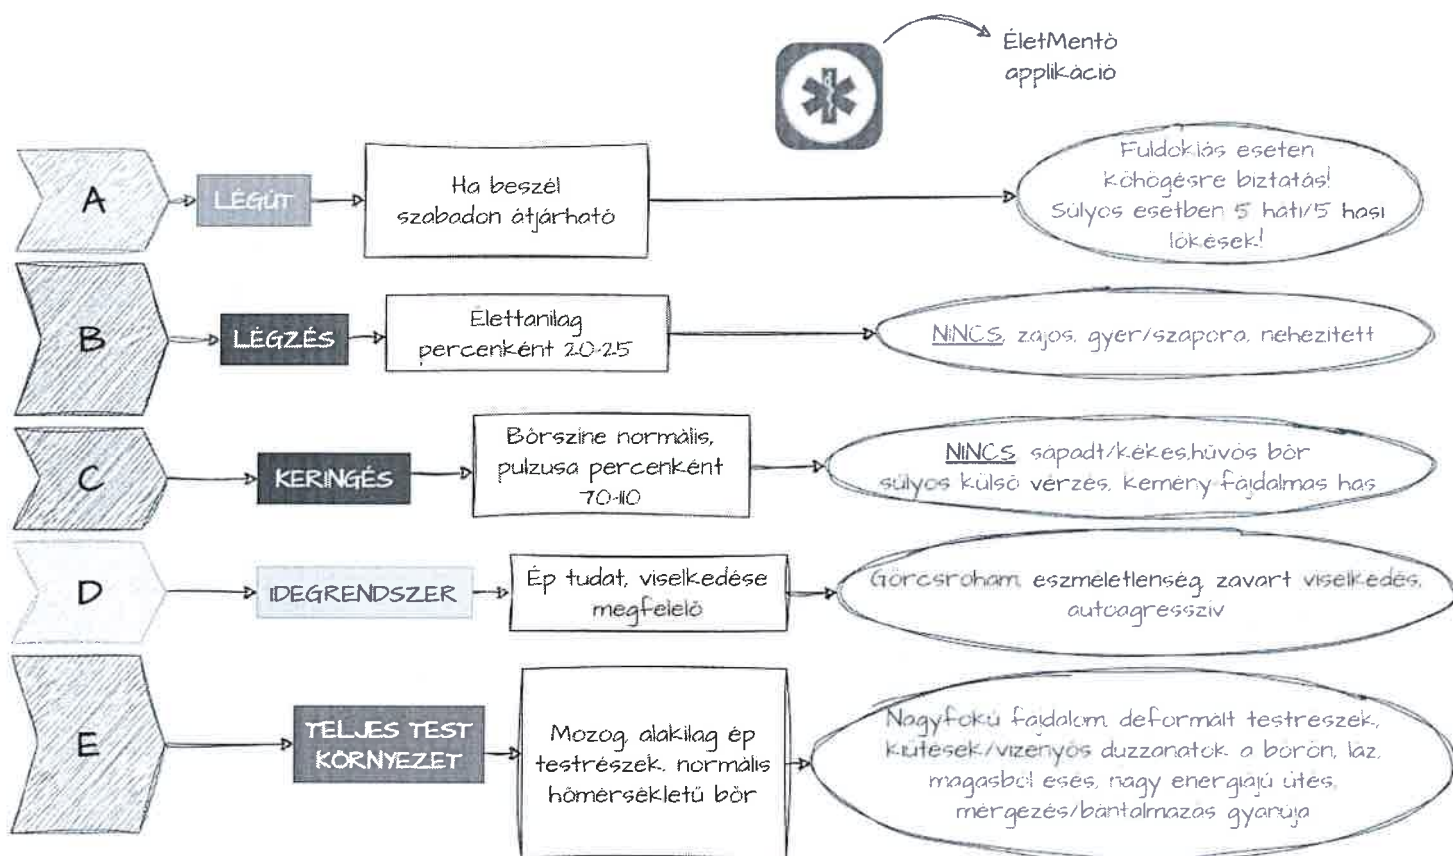 ÉletMentő
applikáció
A
LÉGÚT
Ha beszél
szabadon átjárható
Fuldoklás esetén
köhögésre biztatás!
Súlyos esetben 5 háti/5 hasi
lökések!
B
LÉGZÉS
Élettanilag
percenként 20-25
NINCS, zajos, gyér/szapora, nehezített
C
KERINGÉS
Bőrszíne normális,
pulzusa percenként
70-110
NINCS, sápadt/kékes,hűvös bőr
súlyos külső vérzés, kemény-fájdalmas has
D
IDEGRENDSZER
Ép tudat, viselkedése
megfelelő
Görcsroham, eszméletlenség, zavart viselkedés,
autoagresszív
E
TELJES TEST
KÖRNYEZET
Mozog, alakilag ép
testrészek, normális
hőmérsékletű bőr
Nagyfokú fájdalom, deformált testrészek,
kiütések/vizenyős duzzanatok a bőrön, láz,
magasból esés, nagy energiájú ütés,
mérgezés/bántalmazás gyanúja